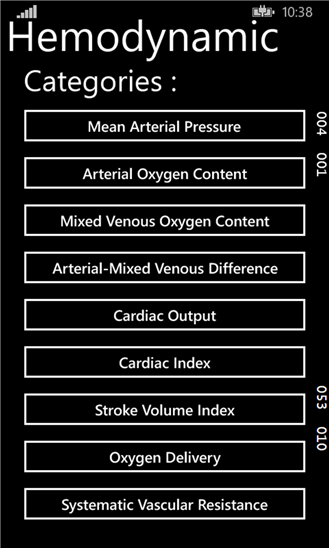 10:38
Hemodynamic
Categories :
Mean Arterial Pressure
004
Arterial Oxygen Content
001
Mixed Venous Oxygen Content
Arterial-Mixed Venous Difference
Cardiac Output
Cardiac Index
Stroke Volume Index
053
Oxygen Delivery
010
Systematic Vascular Resistance